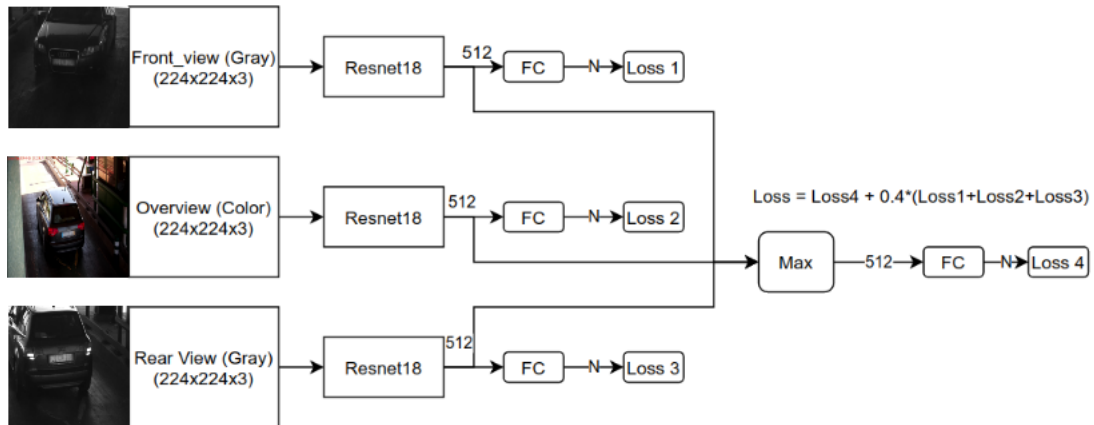 Front_view (Gray)
(224x224x3)
Resnet18
512
FC
N
Loss 1
Overview (Color)
(224x224x3)
Resnet18
512
FC
N
Loss 2
Loss = Loss4 + 0.4*(Loss1+Loss2+Loss3)
Max
512
FC
N
Loss 4
Rear View (Gray)
(224x224x3)
Resnet18
512
FC
N
Loss 3